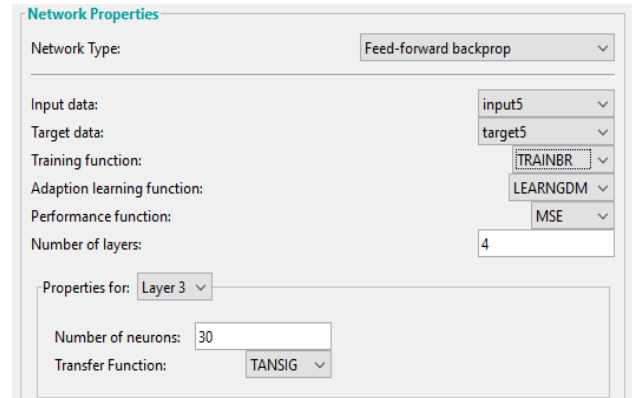 Network Properties
Network Type: Feed-forward backprop
Input data: input5
Target data: target5
Training function: TRAINBR
Adaption learning function: LEARNGDM
Performance function: MSE
Number of layers: 4
Properties for: Layer 3
Number of neurons: 30
Transfer Function: TANSIG